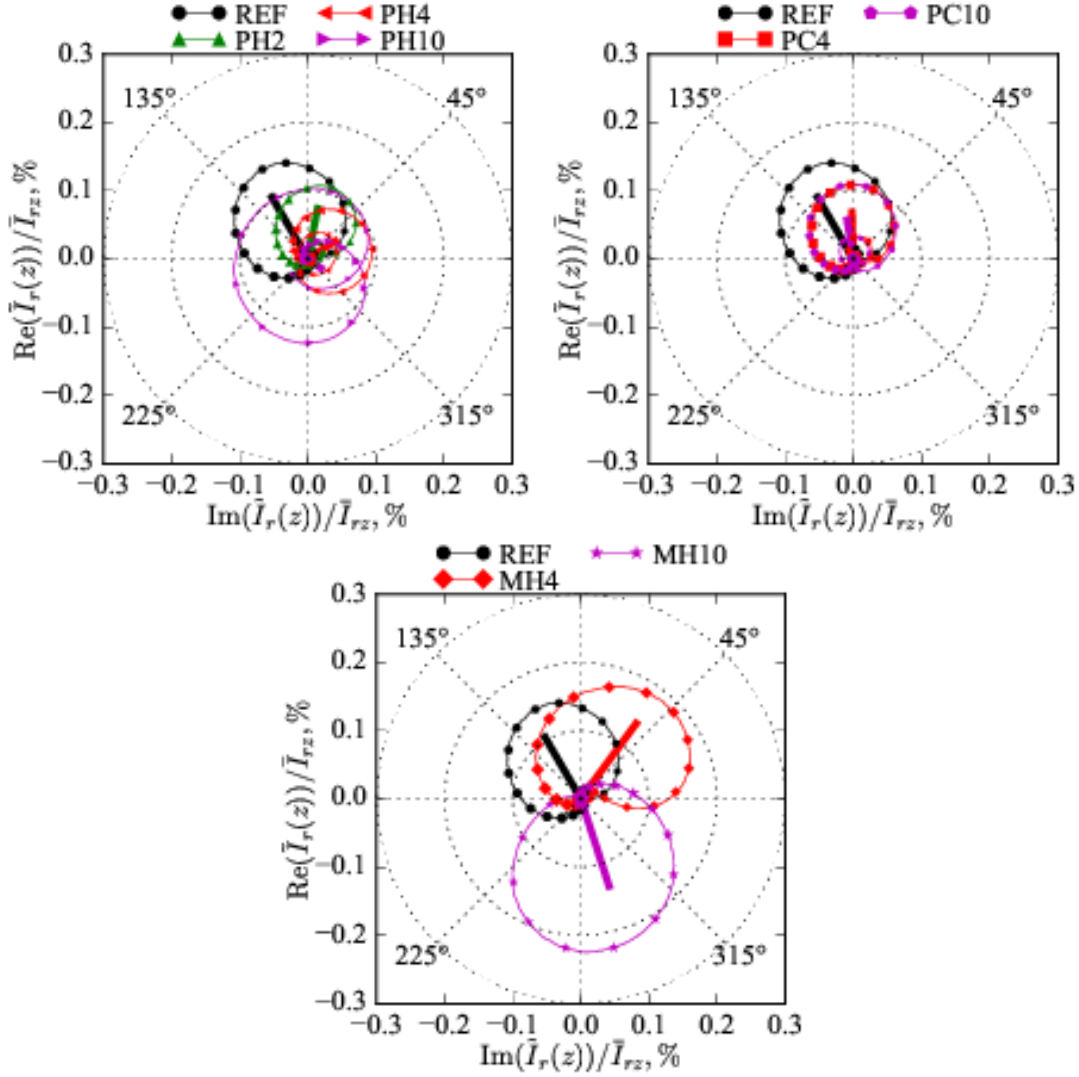 REF PH4
PH2 PH10
0.3
0.2
0.1
0.0
−0.1
−0.2
−0.3
135° 45°
225° 315°
Re(Ĩ_r(z))/Ī_rz, %
−0.3 −0.2 −0.1 0.0 0.1 0.2 0.3
Im(Ĩ_r(z))/Ī_rz, %
REF PC10
PC4
0.3
0.2
0.1
0.0
−0.1
−0.2
−0.3
135° 45°
225° 315°
Re(Ĩ_r(z))/Ī_rz, %
−0.3 −0.2 −0.1 0.0 0.1 0.2 0.3
Im(Ĩ_r(z))/Ī_rz, %
REF MH10
MH4
0.3
0.2
0.1
0.0
−0.1
−0.2
−0.3
135° 45°
225° 315°
Re(Ĩ_r(z))/Ī_rz, %
−0.3 −0.2 −0.1 0.0 0.1 0.2 0.3
Im(Ĩ_r(z))/Ī_rz, %